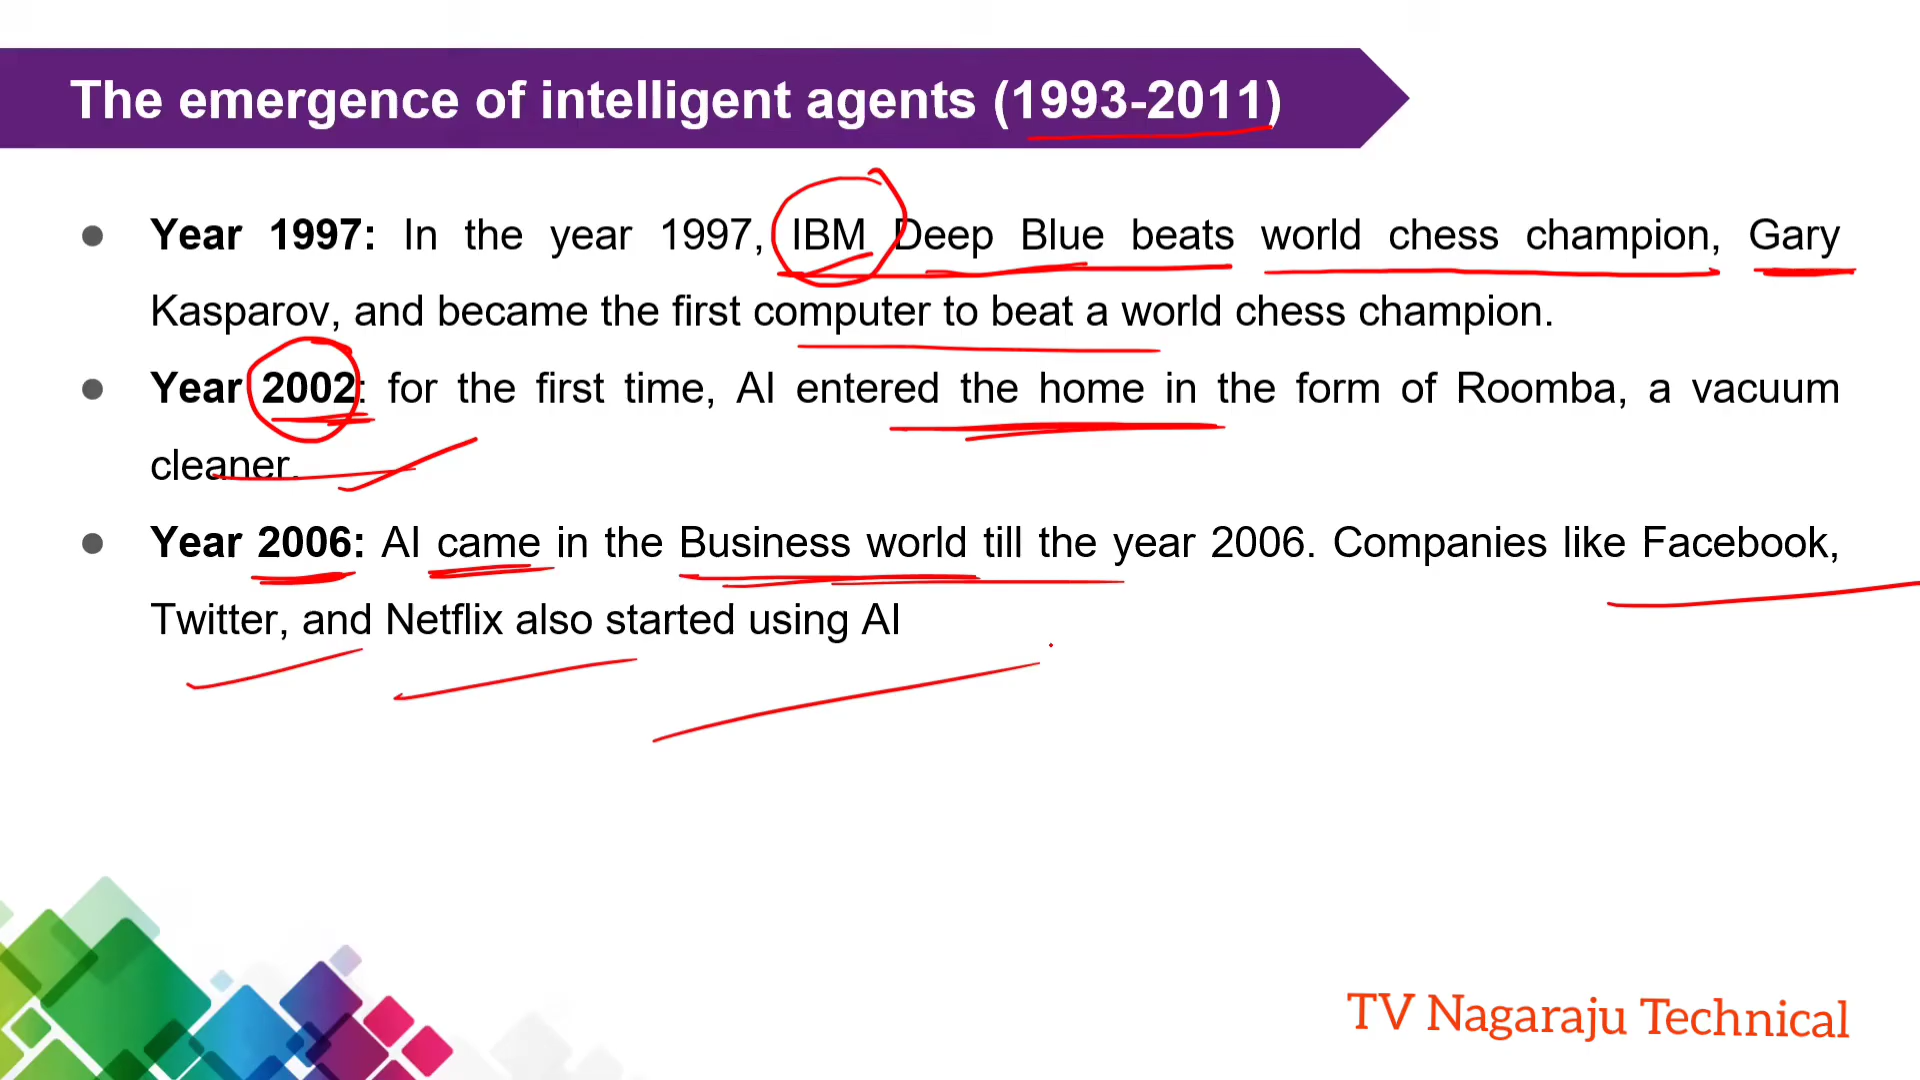 The emergence of intelligent agents (1993-2011)
● Year 1997: In the year 1997, IBM Deep Blue beats world chess champion, Gary
Kasparov, and became the first computer to beat a world chess champion.
● Year 2002: for the first time, AI entered the home in the form of Roomba, a vacuum
cleaner.
● Year 2006: AI came in the Business world till the year 2006. Companies like Facebook,
Twitter, and Netflix also started using AI
TV Nagaraju Technical